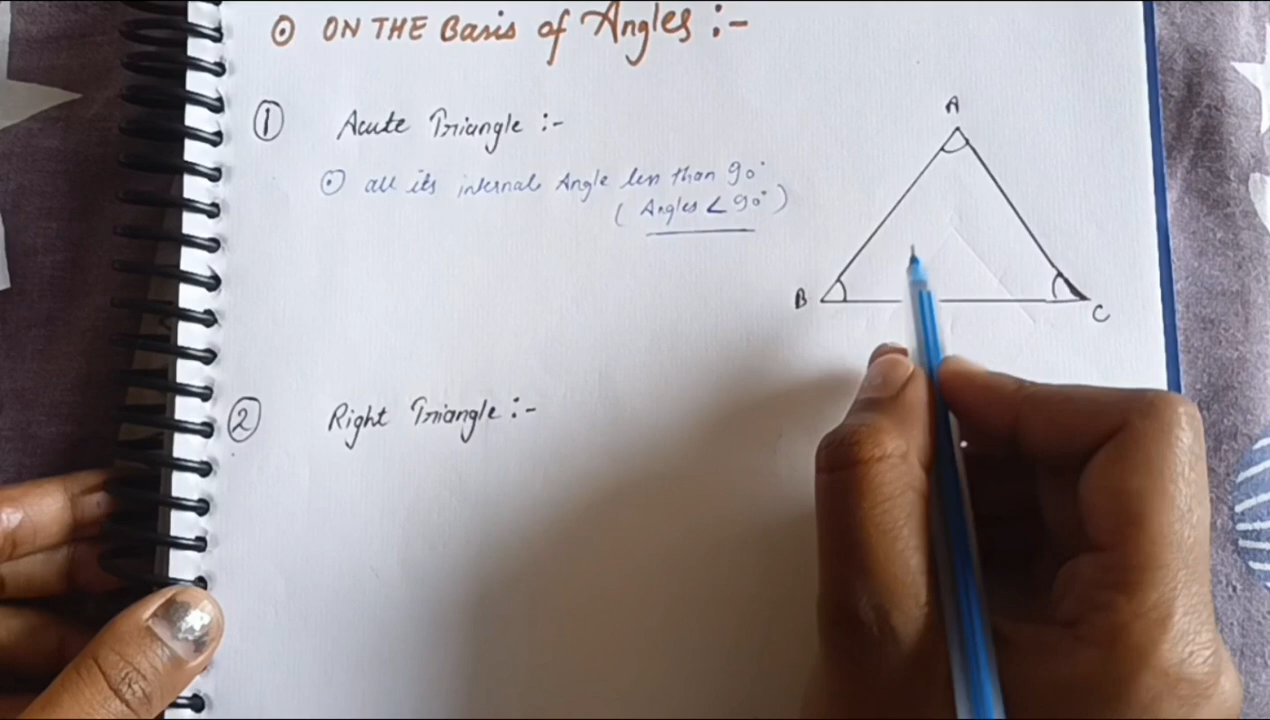 ⊙ ON THE Basis of Angles :-
① Acute Triangle :-
⊙ all its internal Angle less than 90°
( Angles < 90° )
A
B
C
② Right Triangle :-